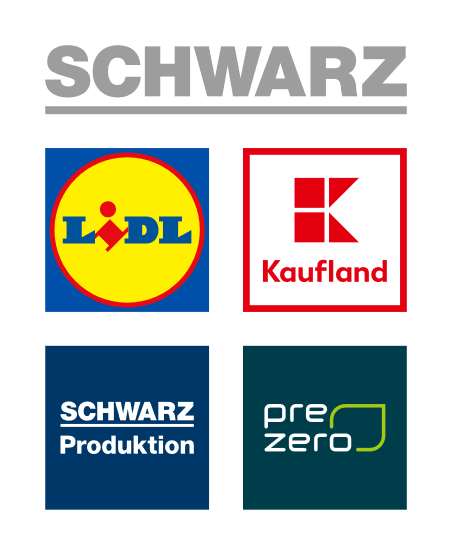 SCHWARZ
LiDL
Kaufland
SCHWARZ
Produktion
pre
zero